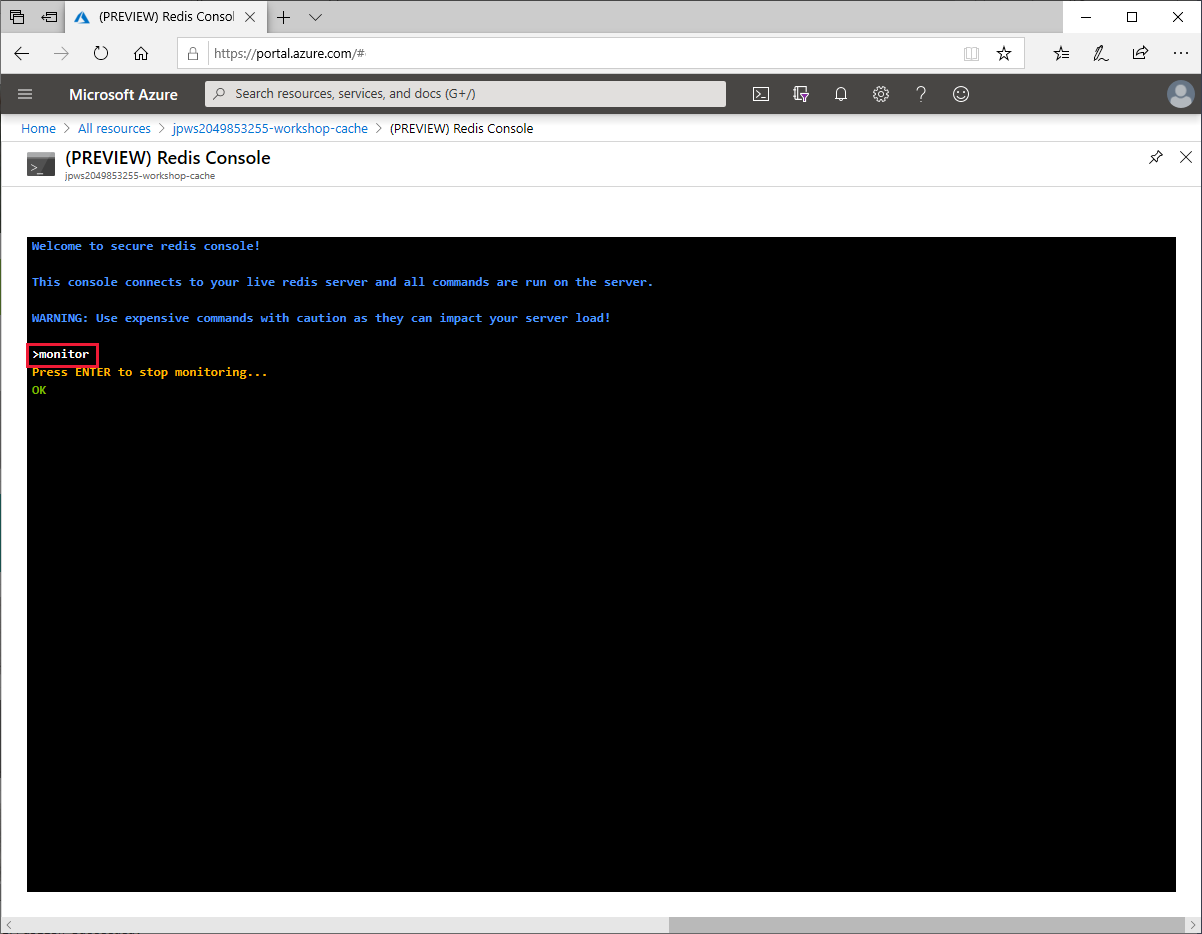 (PREVIEW) Redis Consol
https://portal.azure.com/#
Microsoft Azure
Search resources, services, and docs (G+/)
Home > All resources > jpws2049853255-workshop-cache > (PREVIEW) Redis Console
(PREVIEW) Redis Console
jpws2049853255-workshop-cache
Welcome to secure redis console!
This console connects to your live redis server and all commands are run on the server.
WARNING: Use expensive commands with caution as they can impact your server load!
>monitor
Press ENTER to stop monitoring...
OK